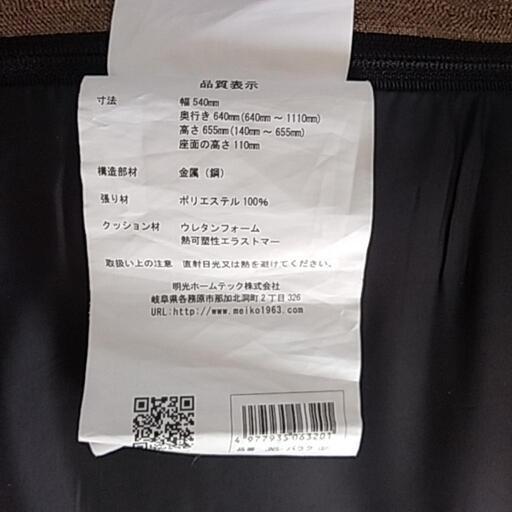 品質表示
寸法 幅 540mm
奥行き 640mm(640mm ～ 1110mm)
高さ 655mm(140mm ～ 655mm)
座面の高さ 110mm
構造部材 金属（鋼）
張り材 ポリエステル 100%
クッション材 ウレタンフォーム
熱可塑性エラストマー
取扱い上の注意 直射日光又は熱を避けてください。
明光ホームテック株式会社
岐阜県各務原市那加北洞町２丁目 326
URL:http://www.meiko1963.com
4 977935 063201
品番